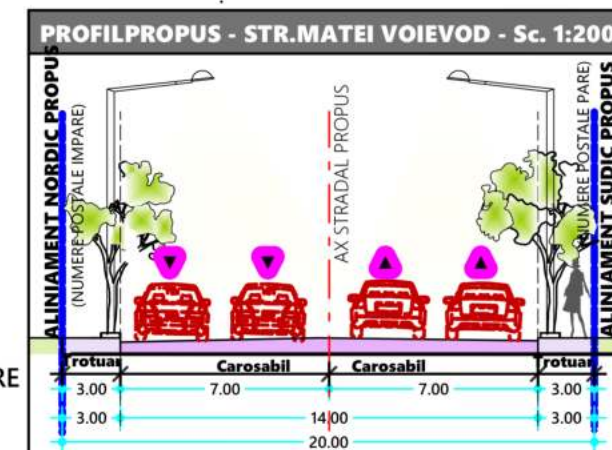 PROFILPROPUS - STR.MATEI VOIEVOD - Sc. 1:200
ALINIAMENT NORDIC PROPUS
(NUMERE POSTALE IMPARE)
AX STRADAL PROPUS
(NUMERE POSTALE PARE)
ALINIAMENT SUDIC PROPUS
RE
Trotuar Carosabil Carosabil Trotuar
3.00 7.00 7.00 3.00
3.00 14.00 3.00
20.00